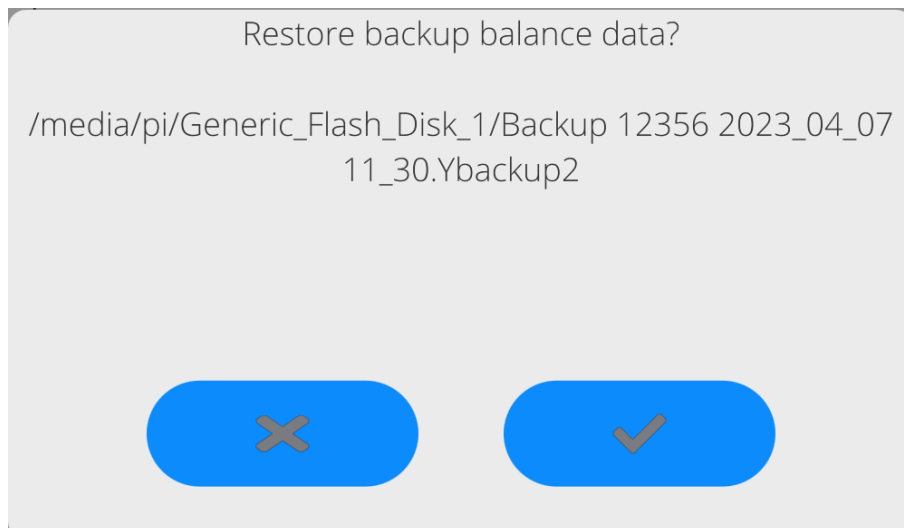 Restore backup balance data?
/media/pi/Generic_Flash_Disk_1/Backup 12356 2023_04_07
11_30.Ybackup2